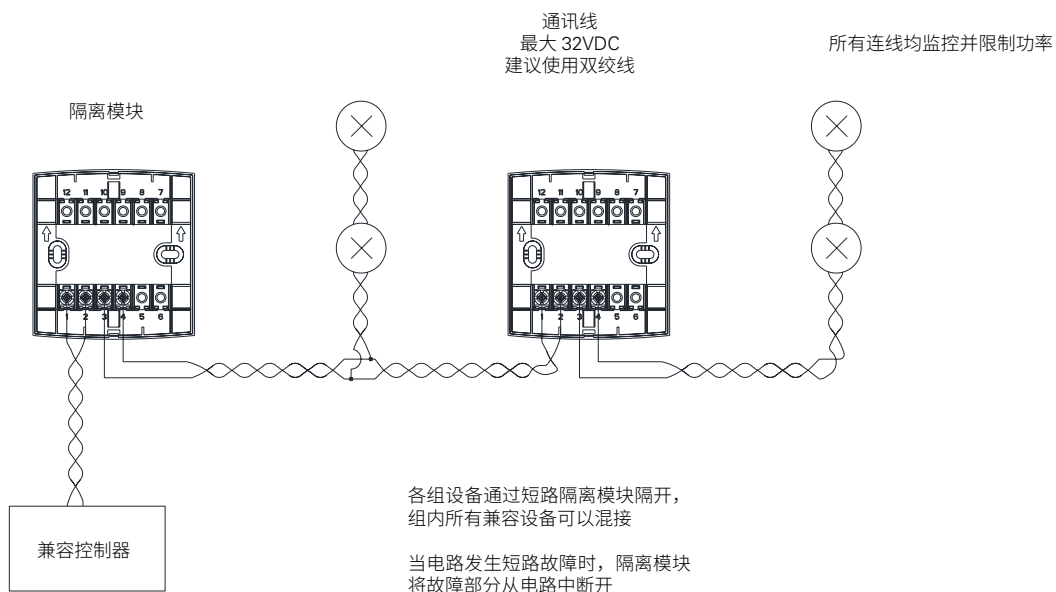 通讯线
最大 32VDC
建议使用双绞线
所有连线均监控并限制功率
隔离模块
12 11 10 9 8 7
12 11 10 9 8 7
1 2 3 4 5 6
1 2 3 4 5 6
各组设备通过短路隔离模块隔开，
组内所有兼容设备可以混接
兼容控制器
当电路发生短路故障时，隔离模块
将故障部分从电路中断开